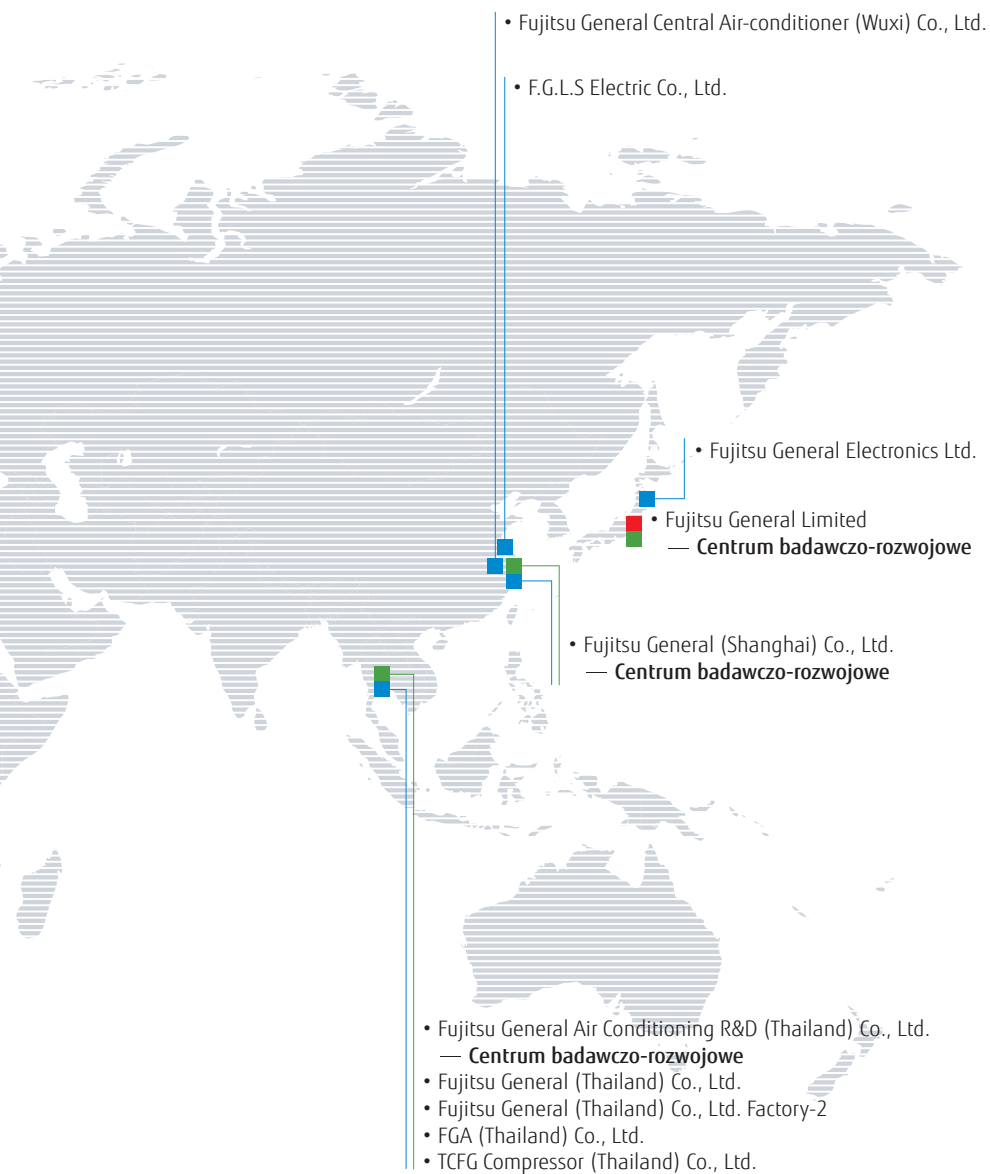 • Fujitsu General Central Air-conditioner (Wuxi) Co., Ltd.
• F.G.L.S Electric Co., Ltd.
• Fujitsu General Electronics Ltd.
• Fujitsu General Limited
— Centrum badawczo-rozwojowe
• Fujitsu General (Shanghai) Co., Ltd.
— Centrum badawczo-rozwojowe
• Fujitsu General Air Conditioning R&D (Thailand) Co., Ltd.
— Centrum badawczo-rozwojowe
• Fujitsu General (Thailand) Co., Ltd.
• Fujitsu General (Thailand) Co., Ltd. Factory-2
• FGA (Thailand) Co., Ltd.
• TCFG Compressor (Thailand) Co., Ltd.